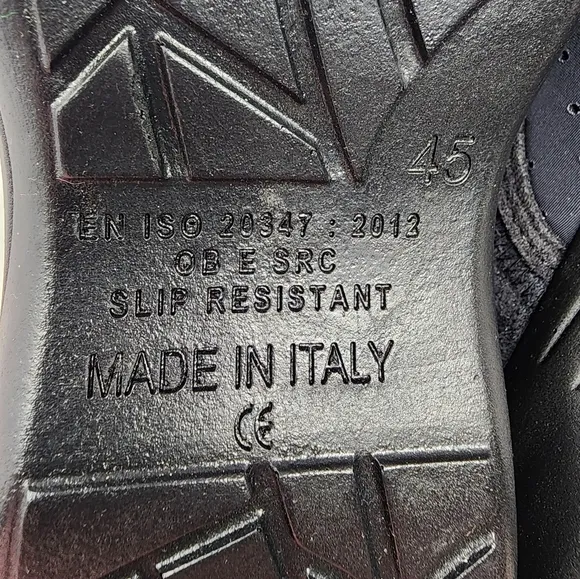 45
EN ISO 20347 : 2012
OB E SRC
SLIP RESISTANT
MADE IN ITALY
CE